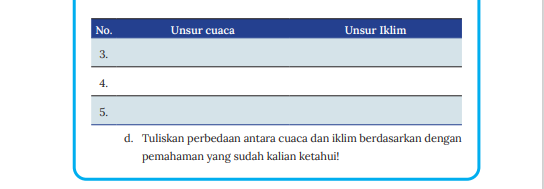 No. Unsur cuaca Unsur Iklim
3.
4.
5.
d. Tuliskan perbedaan antara cuaca dan iklim berdasarkan dengan
pemahaman yang sudah kalian ketahui!